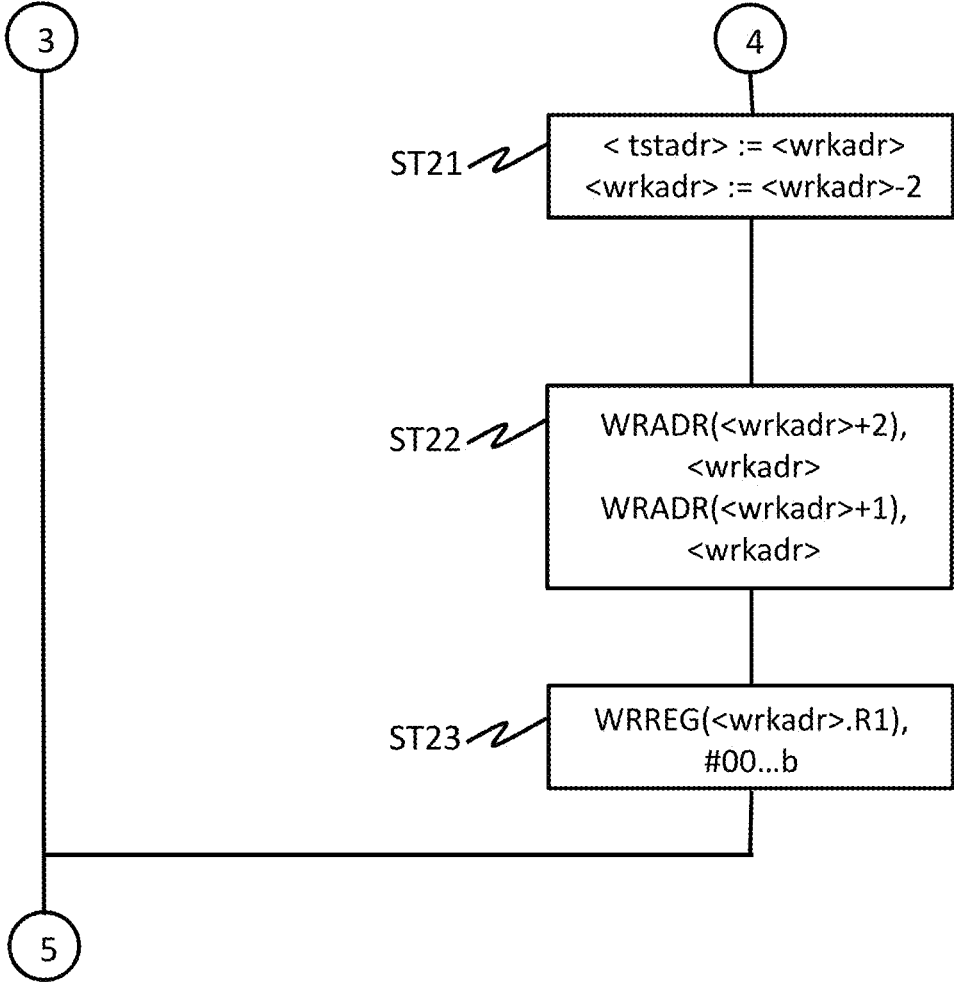 3
4
ST21
< tstadr> := <wrkadr>
<wrkadr> := <wrkadr>-2
ST22
WRADR(<wrkadr>+2),
<wrkadr>
WRADR(<wrkadr>+1),
<wrkadr>
ST23
WRREG(<wrkadr>.R1),
#00...b
5